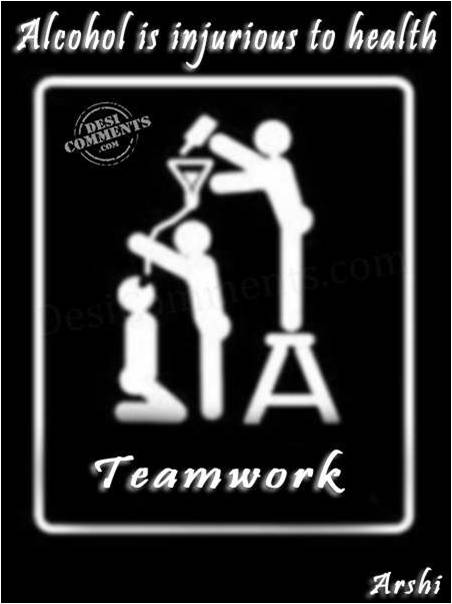 Alcohol is injurious to health
DESI
COMMENTS
.COM
DesiComments.com
Teamwork
Arshi